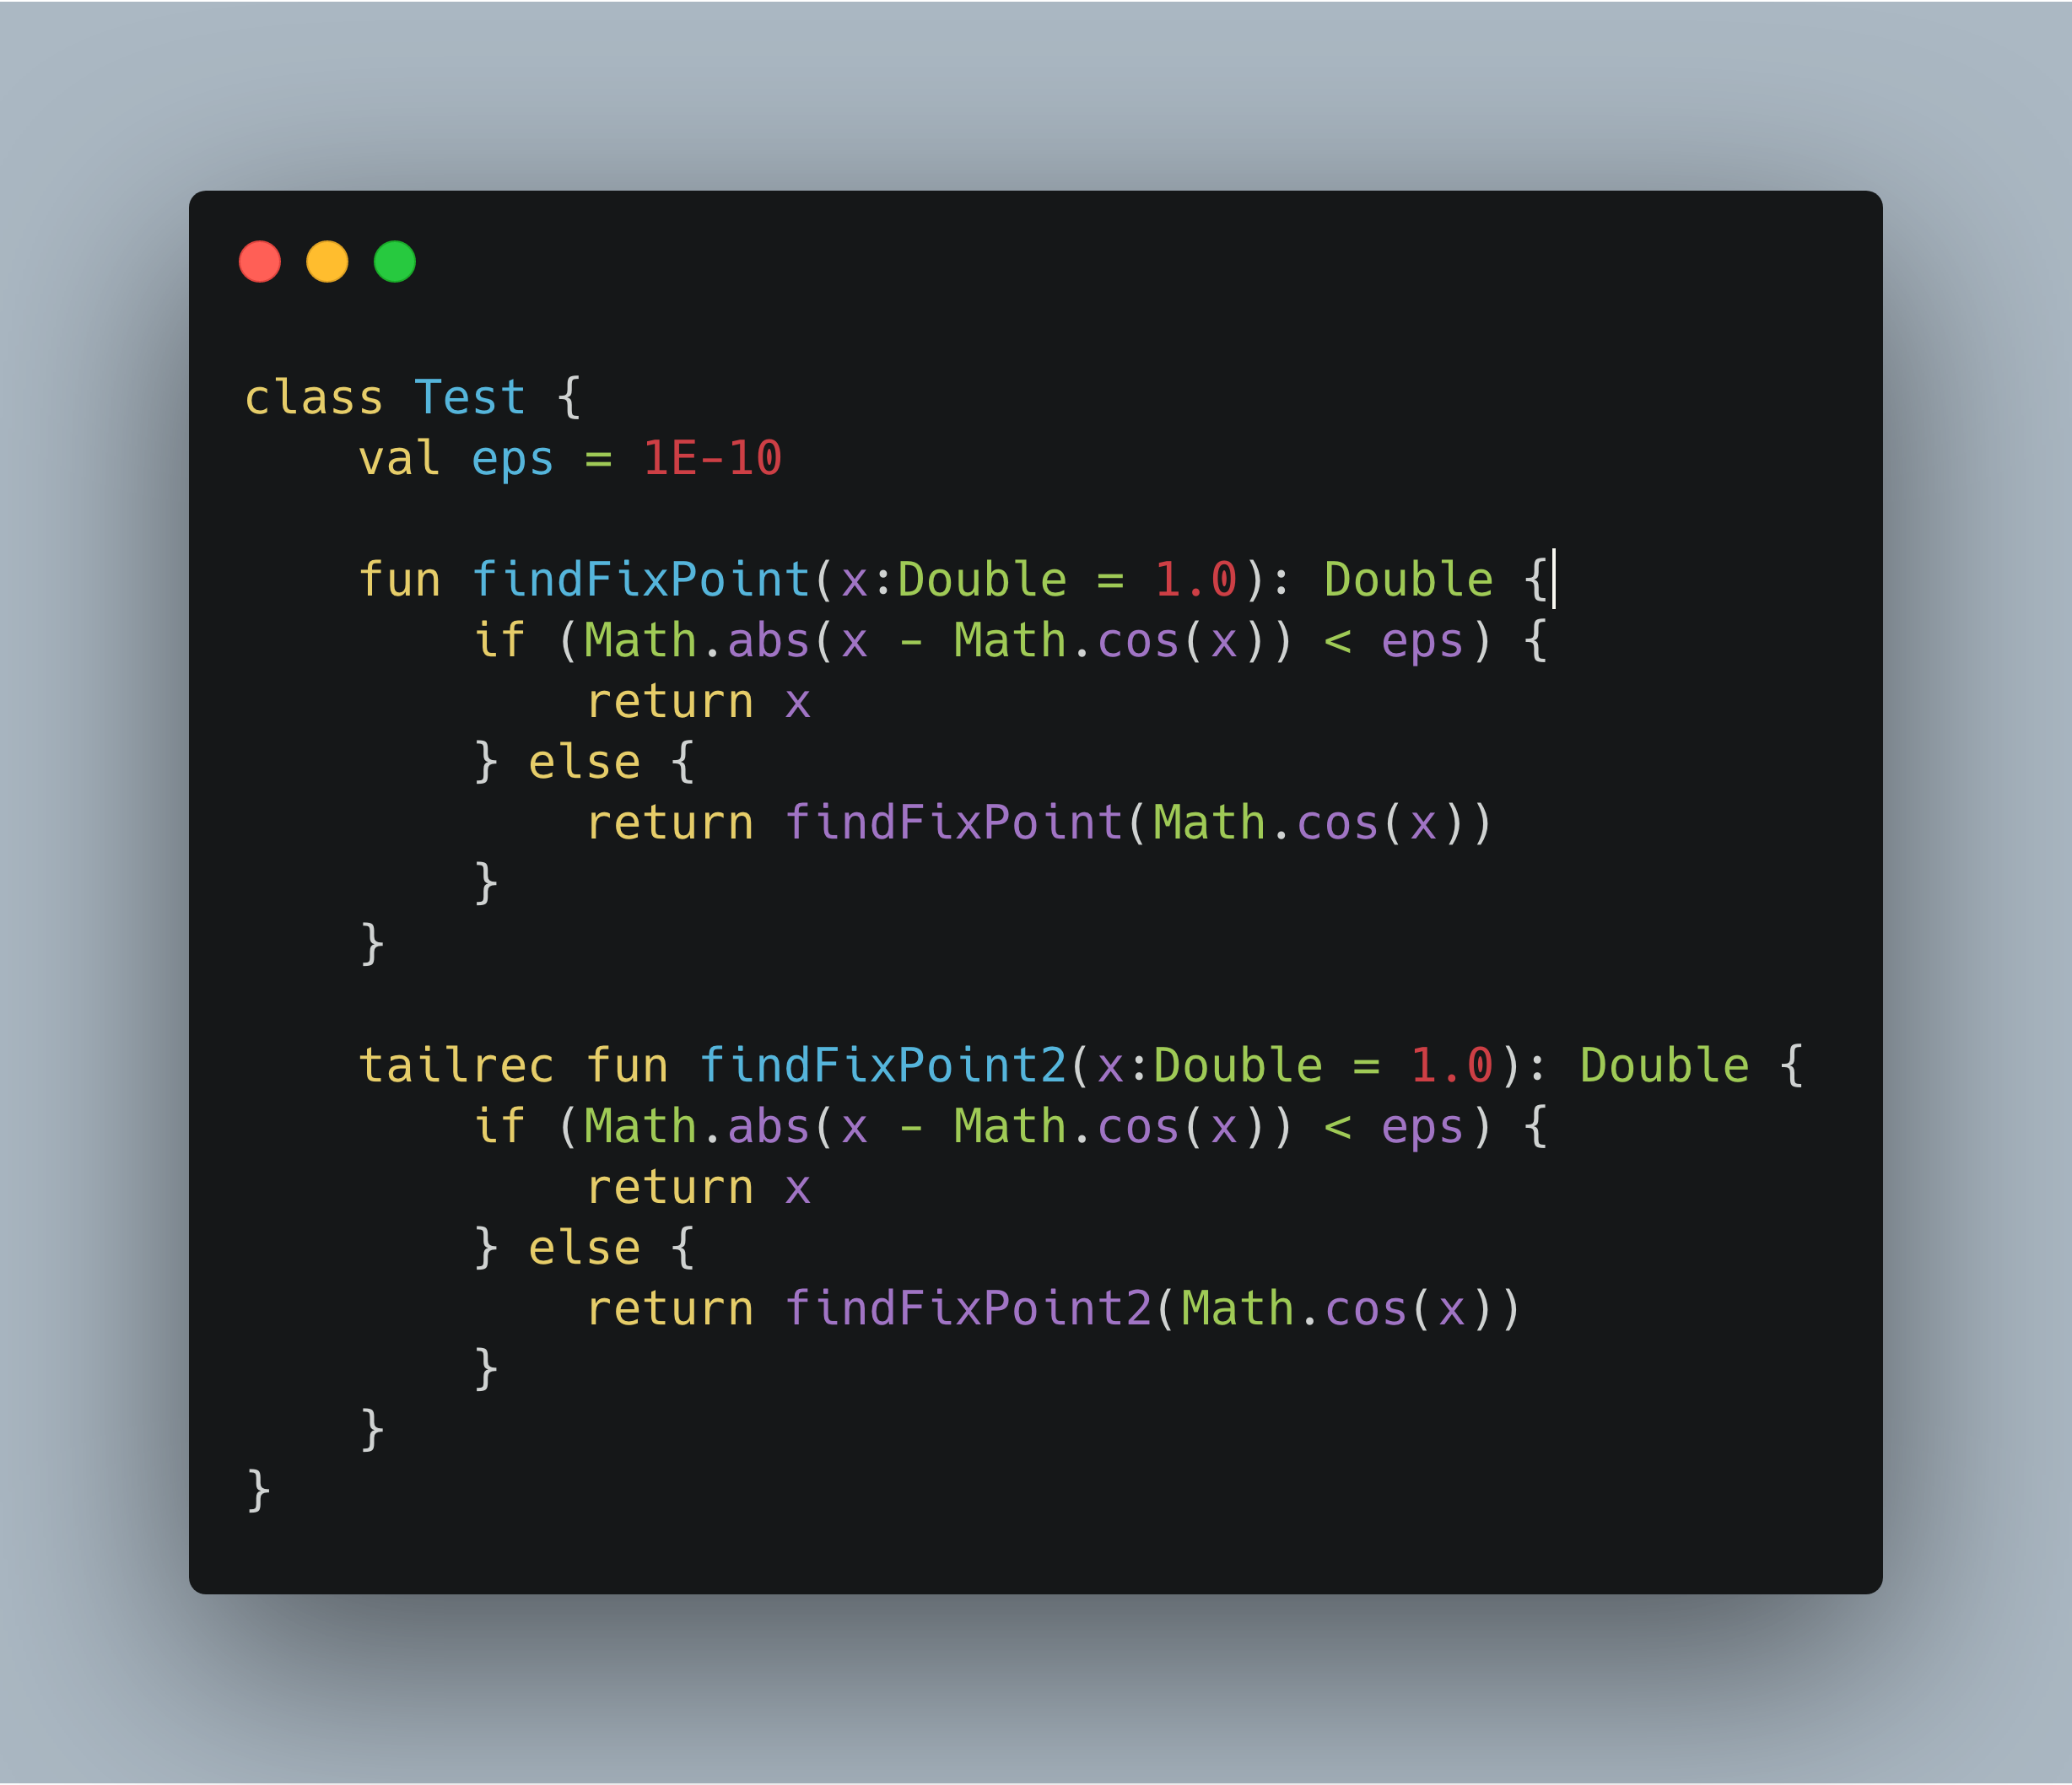 class Test {
    val eps = 1E-10

    fun findFixPoint(x:Double = 1.0): Double {
        if (Math.abs(x - Math.cos(x)) < eps) {
            return x
        } else {
            return findFixPoint(Math.cos(x))
        }
    }

    tailrec fun findFixPoint2(x:Double = 1.0): Double {
        if (Math.abs(x - Math.cos(x)) < eps) {
            return x
        } else {
            return findFixPoint2(Math.cos(x))
        }
    }
}